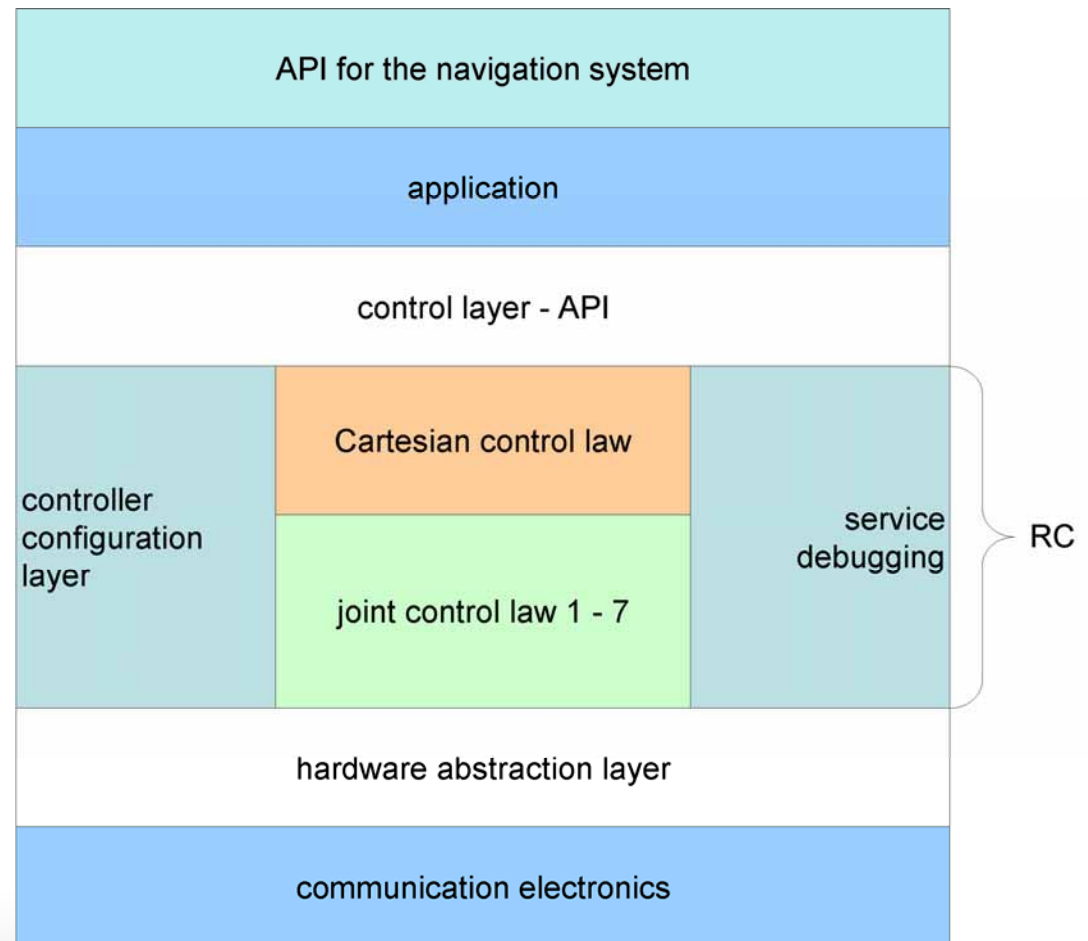 API for the navigation system
application
control layer - API
Cartesian control law
controller
configuration
layer
service
debugging
RC
joint control law 1 - 7
hardware abstraction layer
communication electronics